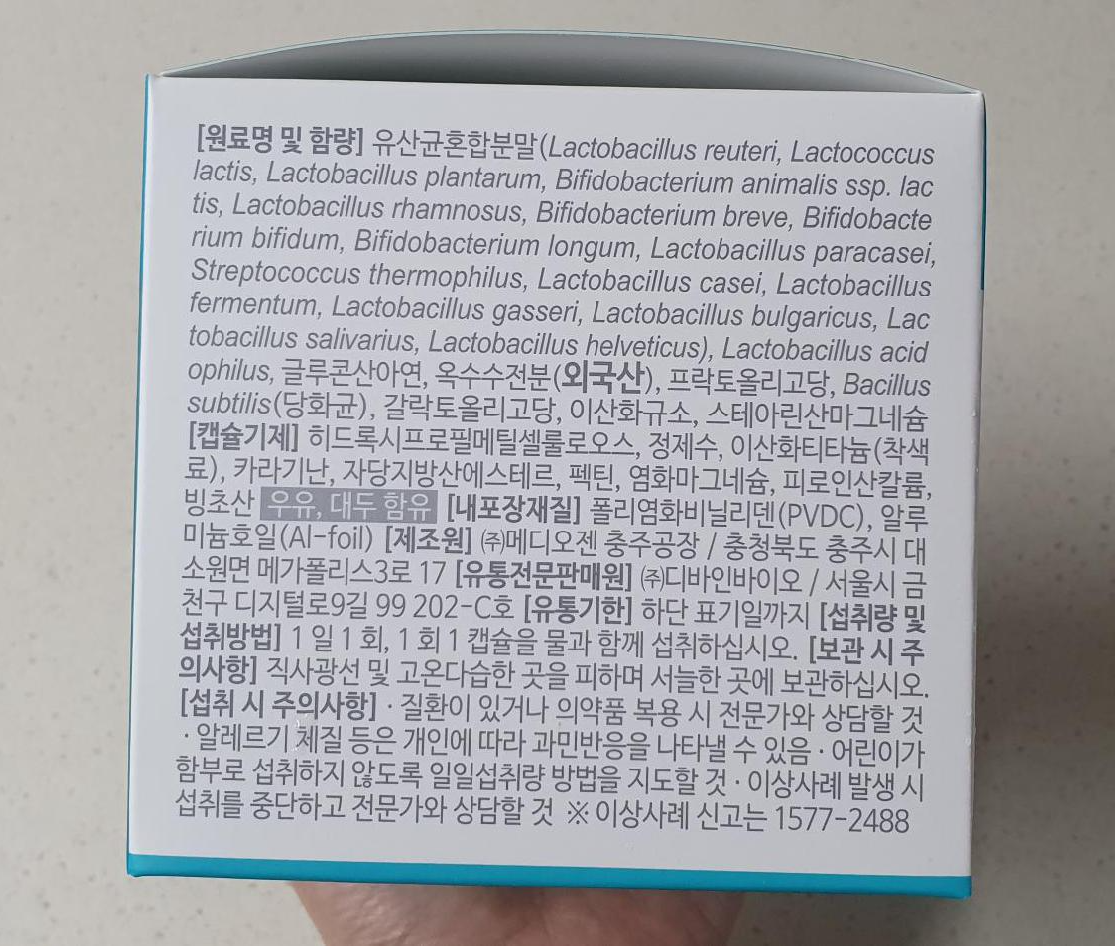 [원료명 및 함량] 유산균혼합분말(Lactobacillus reuteri, Lactococcus
lactis, Lactobacillus plantarum, Bifidobacterium animalis ssp. lac
tis, Lactobacillus rhamnosus, Bifidobacterium breve, Bifidobacte
rium bifidum, Bifidobacterium longum, Lactobacillus paracasei,
Streptococcus thermophilus, Lactobacillus casei, Lactobacillus
fermentum, Lactobacillus gasseri, Lactobacillus bulgaricus, Lac
tobacillus salivarius, Lactobacillus helveticus), Lactobacillus acid
ophilus, 글루콘산아연, 옥수수전분(외국산), 프락토올리고당, Bacillus
subtilis(당화균), 갈락토올리고당, 이산화규소, 스테아린산마그네슘
[캡슐기제] 히드록시프로필메틸셀룰로오스, 정제수, 이산화티타늄(착색
료), 카라기난, 자당지방산에스테르, 펙틴, 염화마그네슘, 피로인산칼륨,
빙초산 우유, 대두 함유 [내포장재질] 폴리염화비닐리덴(PVDC), 알루
미늄호일(Al-foil) [제조원] ㈜메디오젠 충주공장 / 충청북도 충주시 대
소원면 메가폴리스3로 17 [유통전문판매원] ㈜디바인바이오 / 서울시 금
천구 디지털로9길 99 202-C호 [유통기한] 하단 표기일까지 [섭취량 및
섭취방법] 1 일 1 회, 1 회 1 캡슐을 물과 함께 섭취하십시오. [보관 시 주
의사항] 직사광선 및 고온다습한 곳을 피하며 서늘한 곳에 보관하십시오.
[섭취 시 주의사항] · 질환이 있거나 의약품 복용 시 전문가와 상담할 것
· 알레르기 체질 등은 개인에 따라 과민반응을 나타낼 수 있음 · 어린이가
함부로 섭취하지 않도록 일일섭취량 방법을 지도할 것 · 이상사례 발생 시
섭취를 중단하고 전문가와 상담할 것 ※ 이상사례 신고는 1577-2488